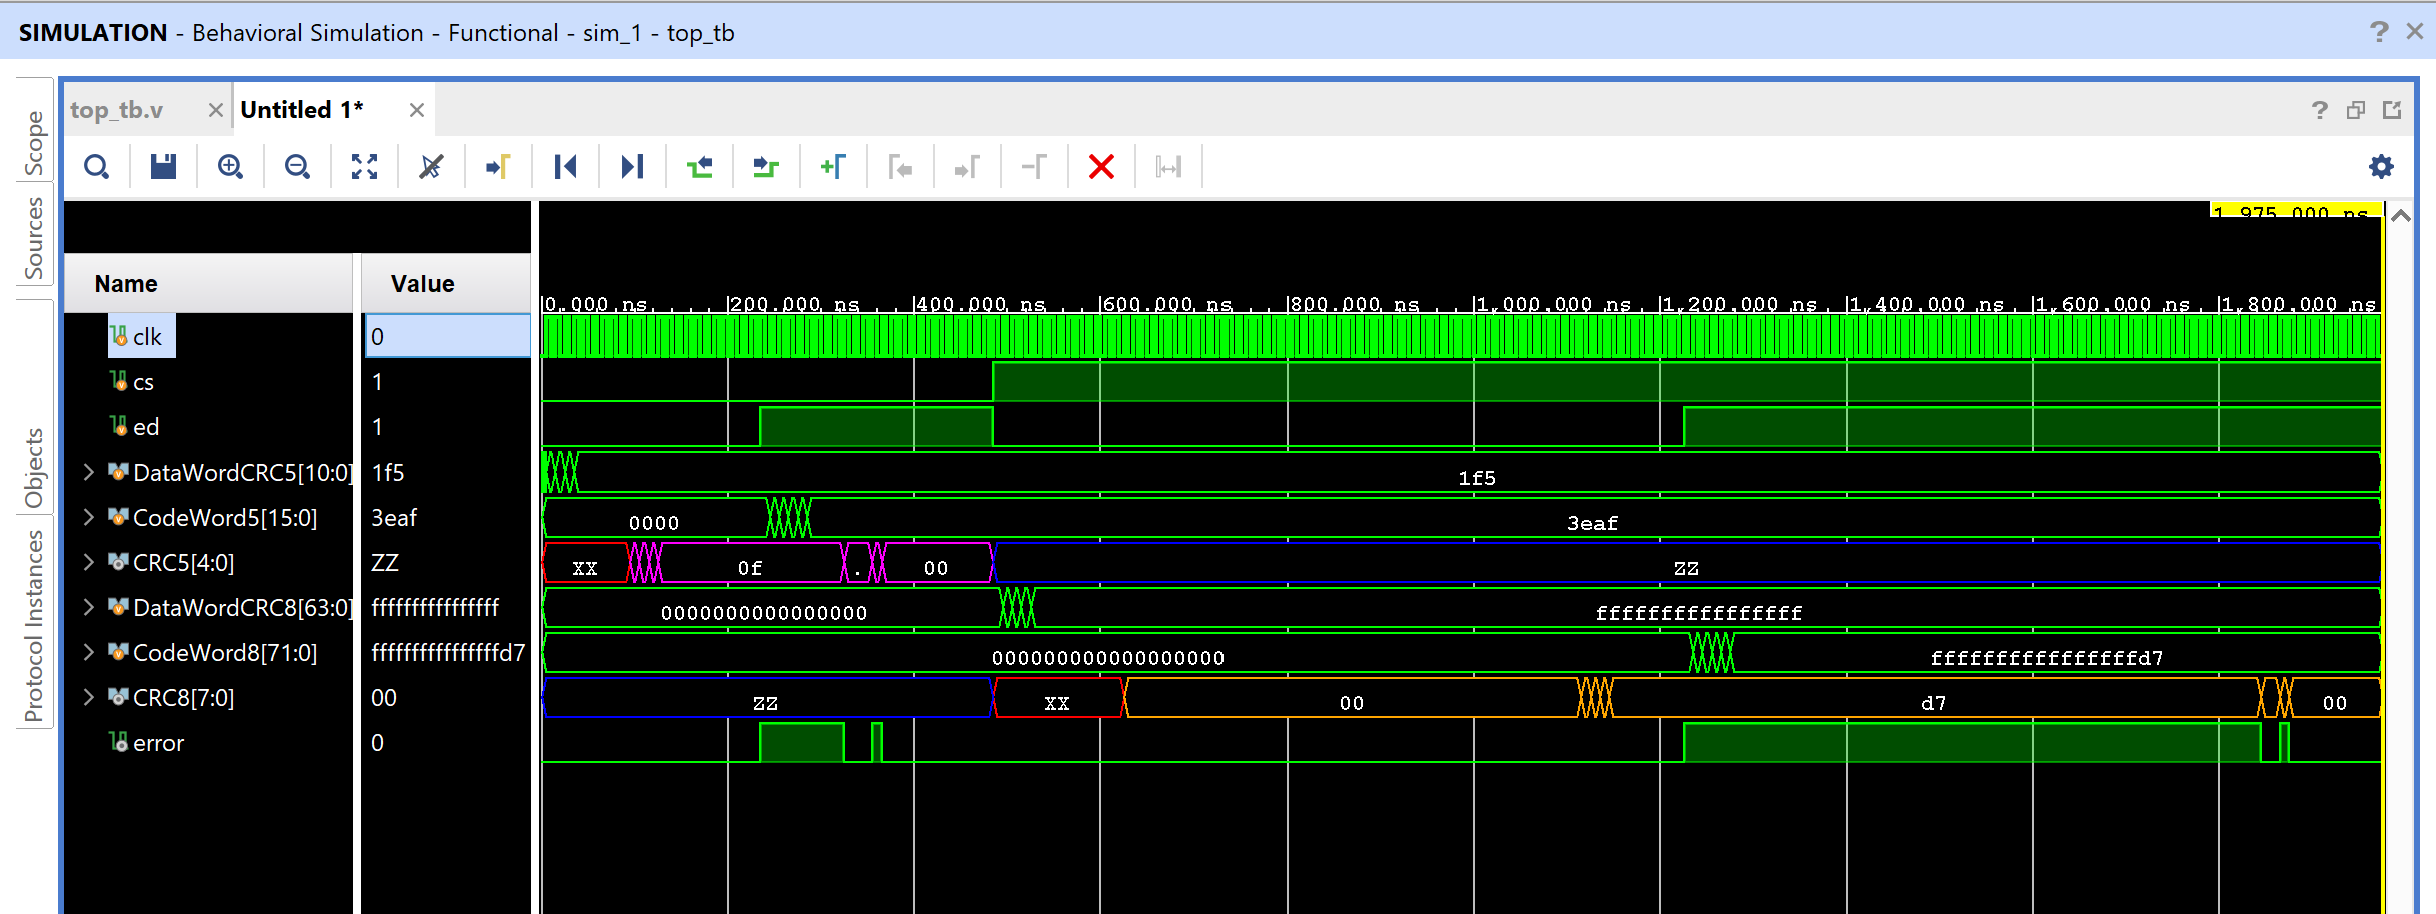 SIMULATION - Behavioral Simulation - Functional - sim_1 - top_tb
? ×
Scope
Sources
Objects
Protocol Instances
top_tb.v × Untitled 1* ×
?
1,975.000 ns
Name Value
0.000 ns 200.000 ns 400.000 ns 600.000 ns 800.000 ns 1,000.000 ns 1,200.000 ns 1,400.000 ns 1,600.000 ns 1,800.000 ns
clk 0
cs 1
ed 1
DataWordCRC5[10:0] 1f5 1f5
CodeWord5[15:0] 3eaf 0000 3eaf
CRC5[4:0] ZZ XX 0f . 00 ZZ
DataWordCRC8[63:0] ffffffffffffffff 0000000000000000 ffffffffffffffff
CodeWord8[71:0] ffffffffffffffffd7 000000000000000000 ffffffffffffffffd7
CRC8[7:0] 00 ZZ XX 00 d7 00
error 0